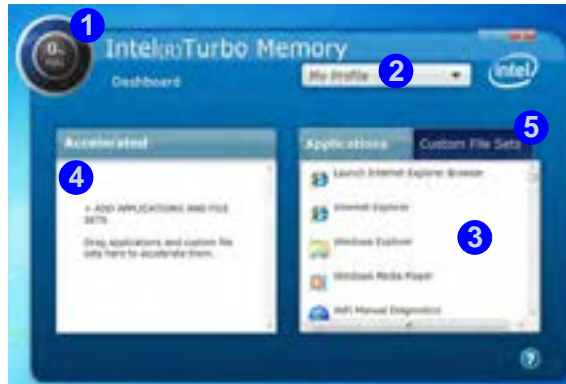 1
0%
Intel(R)Turbo Memory
Dashboard
My Profile
2
intel
5
Accelerated
Applications
Custom File Sets
4
+ ADD APPLICATIONS AND FILE
SETS
Drag applications and custom file
sets here to accelerate them.
Launch Internet Explorer Browser
Internet Explorer
3
Windows Explorer
Windows Media Player
WiFi Manual Diagnostics
?